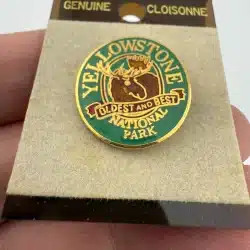 GENUINE CLOISONNE
YELLOWSTONE
OLDEST AND BEST
NATIONAL
PARK